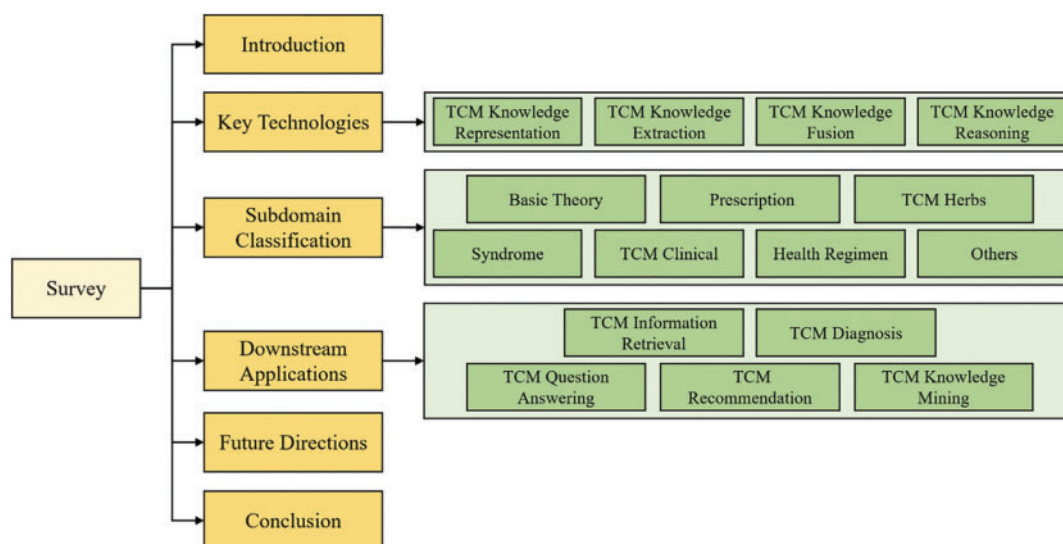 Introduction
Key Technologies
TCM Knowledge
Representation
TCM Knowledge
Extraction
TCM Knowledge
Fusion
TCM Knowledge
Reasoning
Subdomain
Classification
Basic Theory
Prescription
TCM Herbs
Syndrome
TCM Clinical
Health Regimen
Others
Survey
Downstream
Applications
TCM Information
Retrieval
TCM Diagnosis
TCM Question
Answering
TCM
Recommendation
TCM Knowledge
Mining
Future Directions
Conclusion